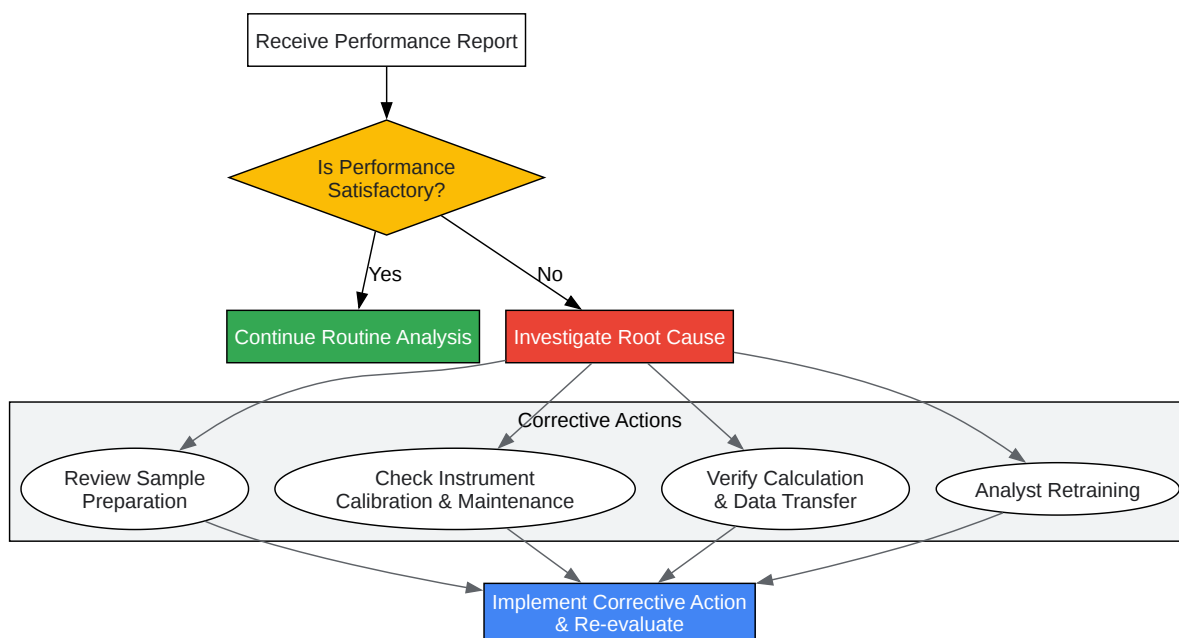 Receive Performance Report
Is Performance
Satisfactory?
Yes
No
Continue Routine Analysis
Investigate Root Cause
Corrective Actions
Review Sample
Preparation
Check Instrument
Calibration & Maintenance
Verify Calculation
& Data Transfer
Analyst Retraining
Implement Corrective Action
& Re-evaluate